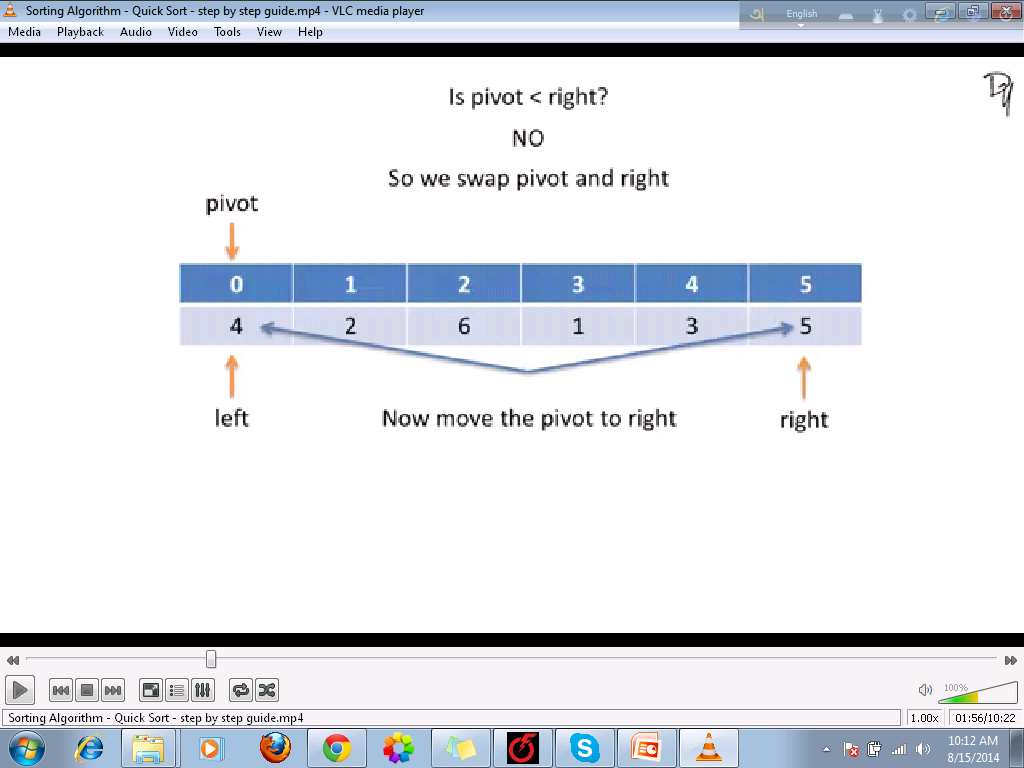 Sorting Algorithm - Quick Sort - step by step guide.mp4 - VLC media player
English
Media Playback Audio Video Tools View Help
Is pivot < right?
NO
So we swap pivot and right
pivot
0 1 2 3 4 5
4 2 6 1 3 5
left Now move the pivot to right right
100%
Sorting Algorithm - Quick Sort - step by step guide.mp4 1.00x 01:56/10:22
10:12 AM
8/15/2014